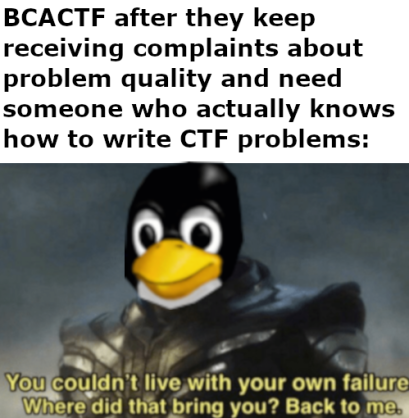 BCACTF after they keep
receiving complaints about
problem quality and need
someone who actually knows
how to write CTF problems:
You couldn't live with your own failure
Where did that bring you? Back to me.